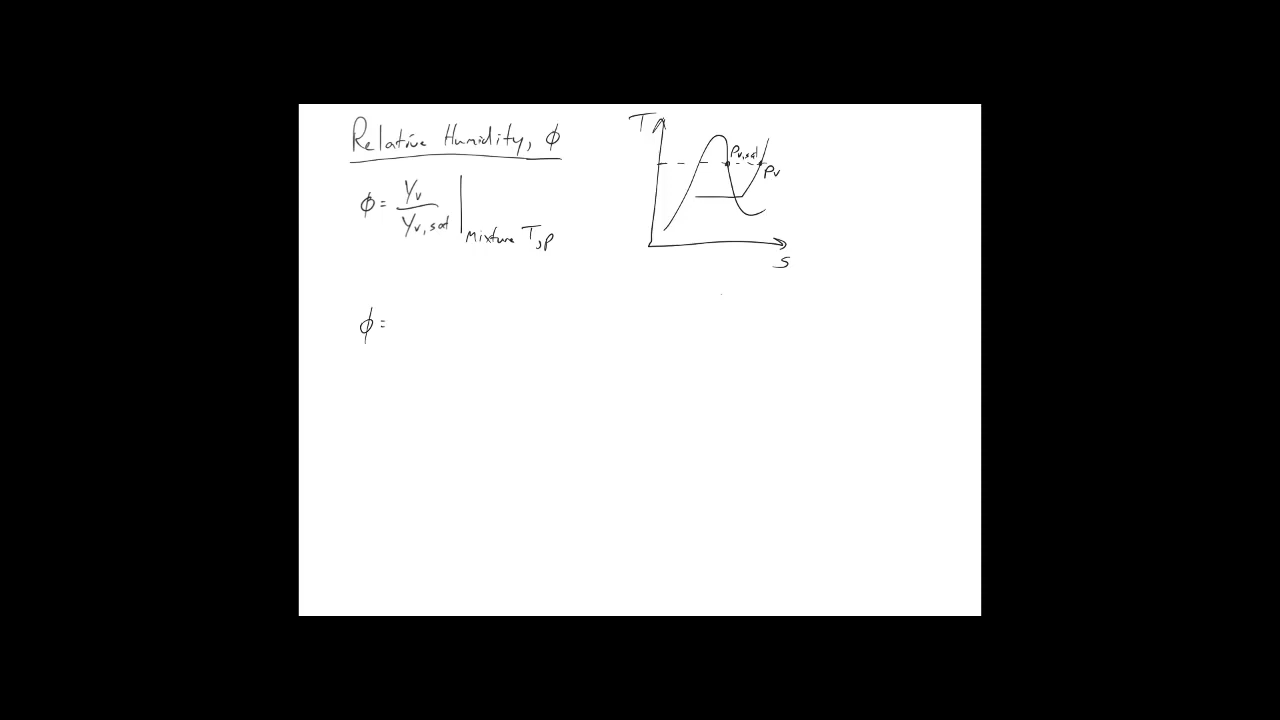 Relative Humidity, ϕ
ϕ = yv / yv,sat | Mixture T,p
ϕ =
T
Pv,sat
Pv
s